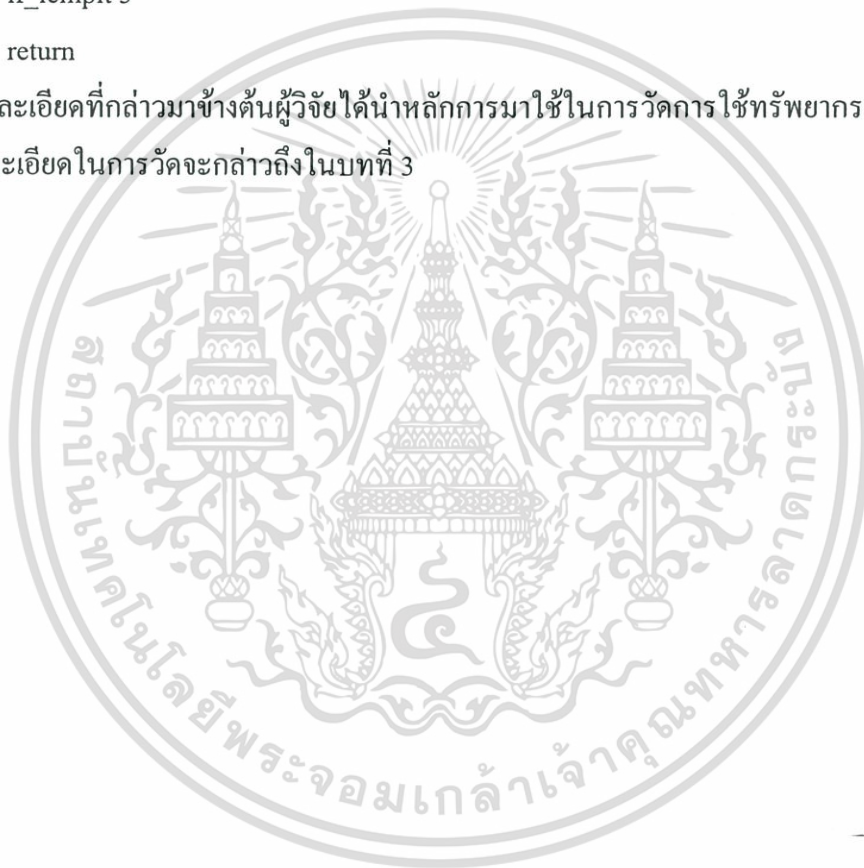 return
ละเอียดที่กล่าวมาข้างต้นผู้วิจัยได้นำหลักการมาใช้ในการวัดการใช้ทรัพยากร
ะเอียดในการวัดจะกล่าวถึงในบทที่ 3
สถาบันเทคโนโลยีพระจอมเกล้าเจ้าคุณทหารลาดกระบัง